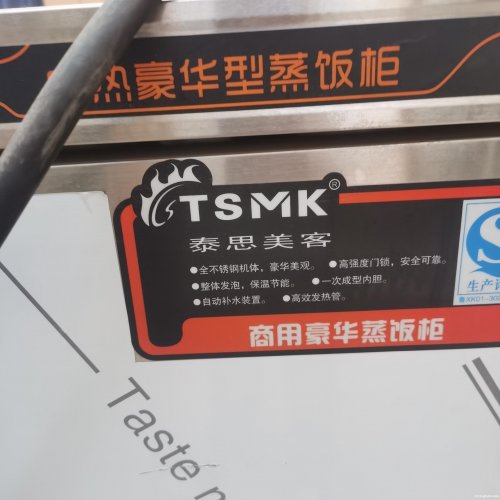 热豪华型蒸饭柜
TSMK®
泰思美客
●全不锈钢机体，豪华美观。 ●高强度门锁，安全可靠。
●整体发泡，保温节能。 ●一次成型内胆。
●自动补水装置。 ●高效发热管。
商用豪华蒸饭柜
生产许
Taste